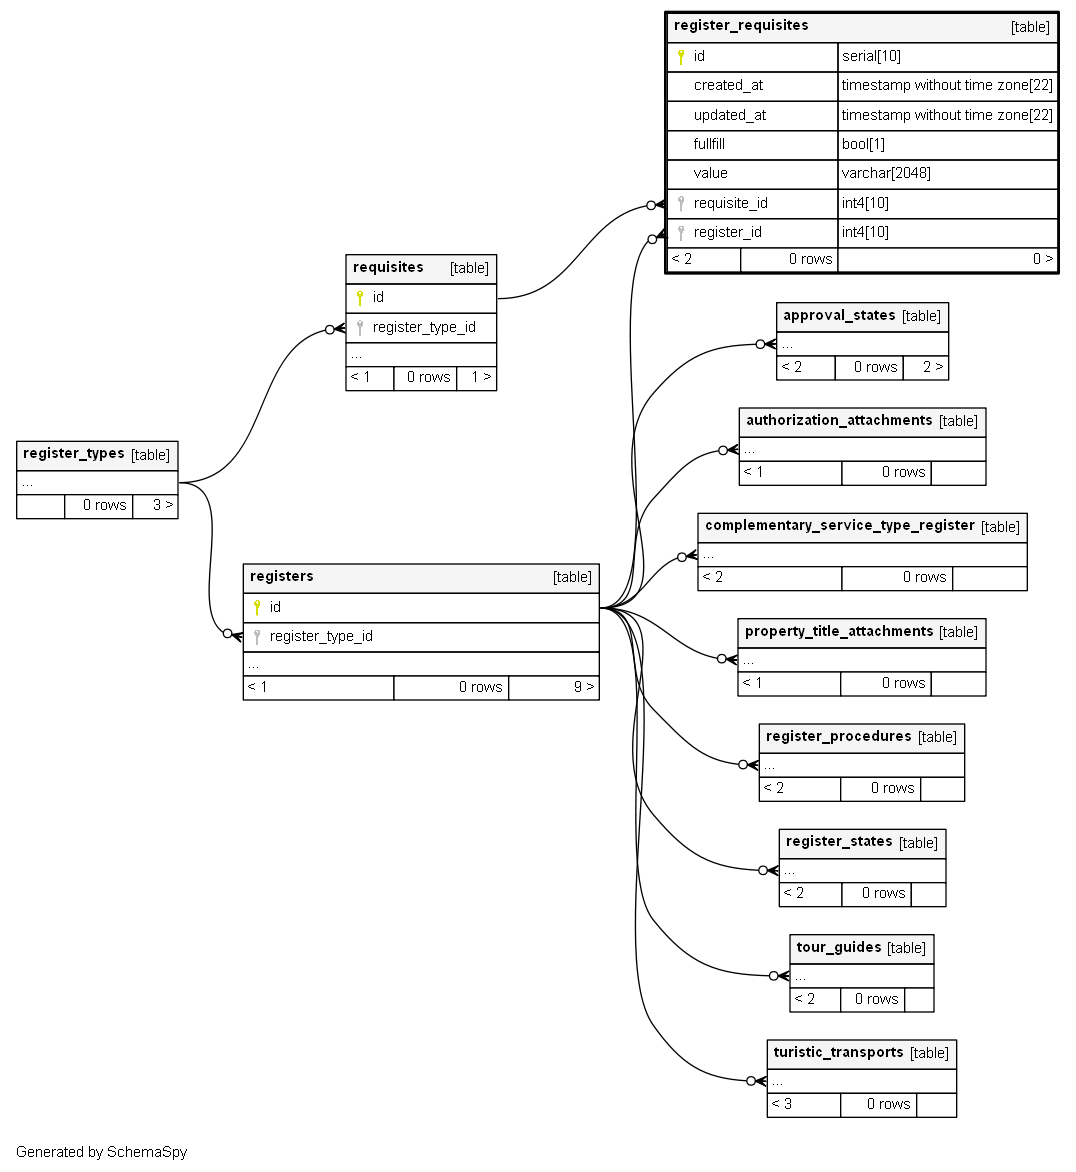 register_requisites [table]
id serial[10]
created_at timestamp without time zone[22]
updated_at timestamp without time zone[22]
fullfill bool[1]
value varchar[2048]
requisite_id int4[10]
register_id int4[10]
< 2 0 rows 0 >
requisites [table]
id
register_type_id
...
< 1 0 rows 1 >
approval_states [table]
...
< 2 0 rows 2 >
authorization_attachments [table]
...
< 1 0 rows
register_types [table]
...
0 rows 3 >
complementary_service_type_register [table]
...
< 2 0 rows
registers [table]
id
register_type_id
...
< 1 0 rows 9 >
property_title_attachments [table]
...
< 1 0 rows
register_procedures [table]
...
< 2 0 rows
register_states [table]
...
< 2 0 rows
tour_guides [table]
...
< 2 0 rows
turistic_transports [table]
...
< 3 0 rows
Generated by SchemaSpy